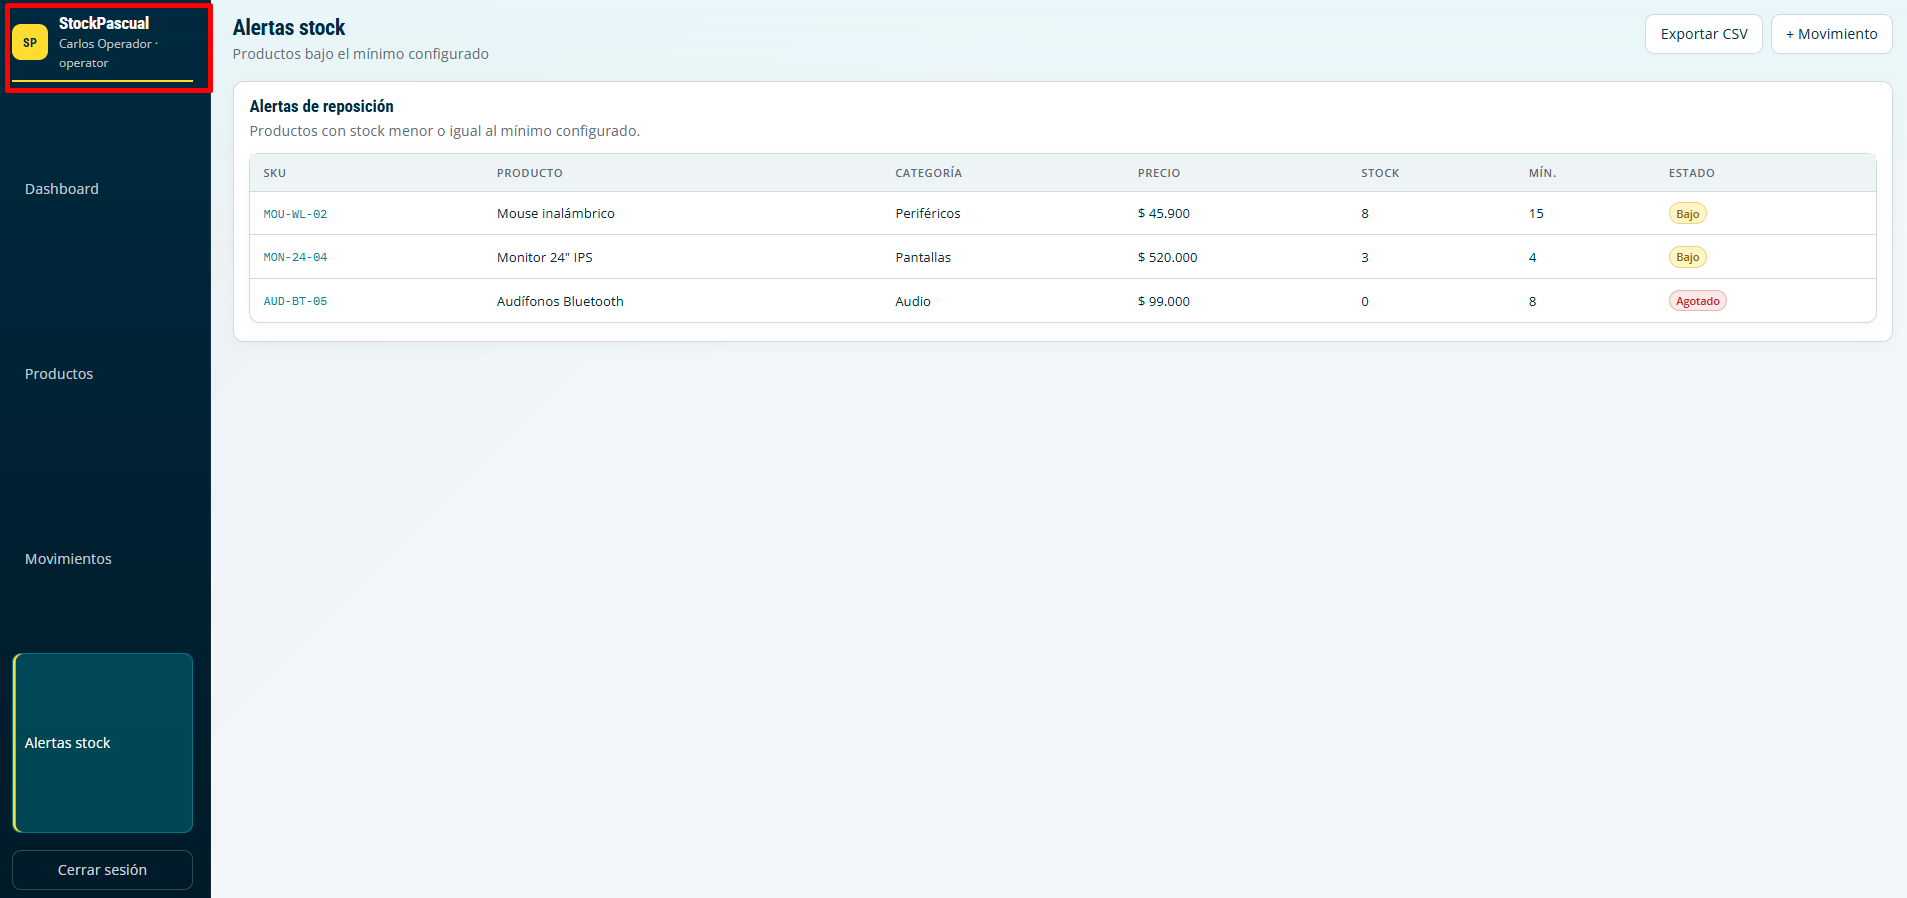 SP
StockPascual
Carlos Operador ·
operator
Dashboard
Productos
Movimientos
Alertas stock
Cerrar sesión
Alertas stock
Productos bajo el mínimo configurado
Exportar CSV
+ Movimiento
Alertas de reposición
Productos con stock menor o igual al mínimo configurado.
SKU PRODUCTO CATEGORÍA PRECIO STOCK MÍN. ESTADO
MOU-WL-02 Mouse inalámbrico Periféricos $ 45.900 8 15 Bajo
MON-24-04 Monitor 24" IPS Pantallas $ 520.000 3 4 Bajo
AUD-BT-05 Audífonos Bluetooth Audio $ 99.000 0 8 Agotado